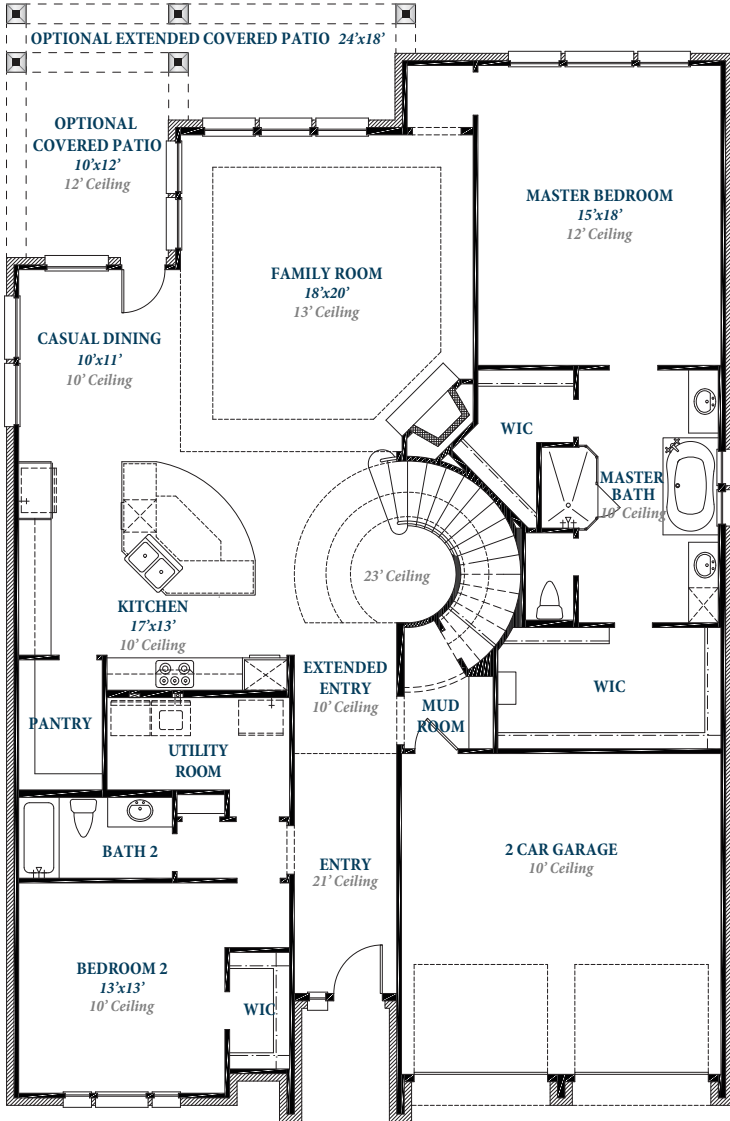 OPTIONAL EXTENDED COVERED PATIO 24'x18'
OPTIONAL
COVERED PATIO
10'x12'
12' Ceiling
MASTER BEDROOM
15'x18'
12' Ceiling
FAMILY ROOM
18'x20'
13' Ceiling
CASUAL DINING
10'x11'
10' Ceiling
WIC
MASTER
BATH
10' Ceiling
23' Ceiling
KITCHEN
17'x13'
10' Ceiling
EXTENDED
ENTRY
10' Ceiling
WIC
MUD
ROOM
PANTRY
UTILITY
ROOM
BATH 2
ENTRY
21' Ceiling
2 CAR GARAGE
10' Ceiling
BEDROOM 2
13'x13'
10' Ceiling
WIC